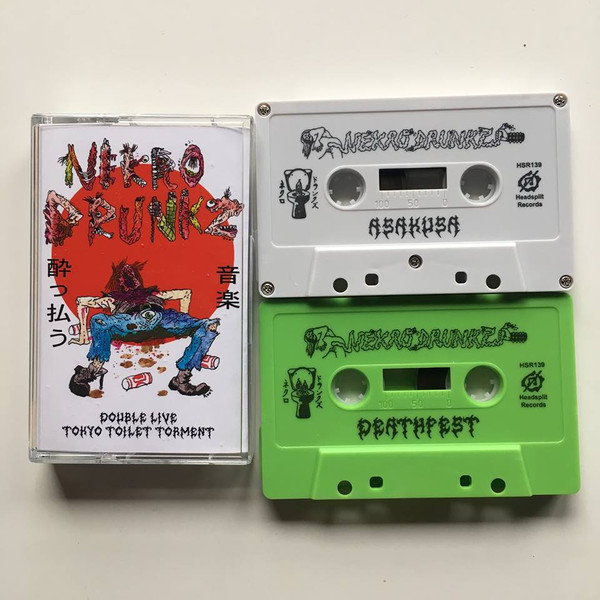 NEKRO
DRUNKZ
酔っ払う
音楽
DOUBLE LIVE
TOKYO TOILET TORMENT
NEKRO DRUNKZ
ドランクズ
ネクロ
HSR139
Headsplit
Records
100 50 0
ASAKUSA
NEKRO DRUNKZ
ドランクズ
ネクロ
HSR139
Headsplit
Records
100 50 0
DEATHFEST